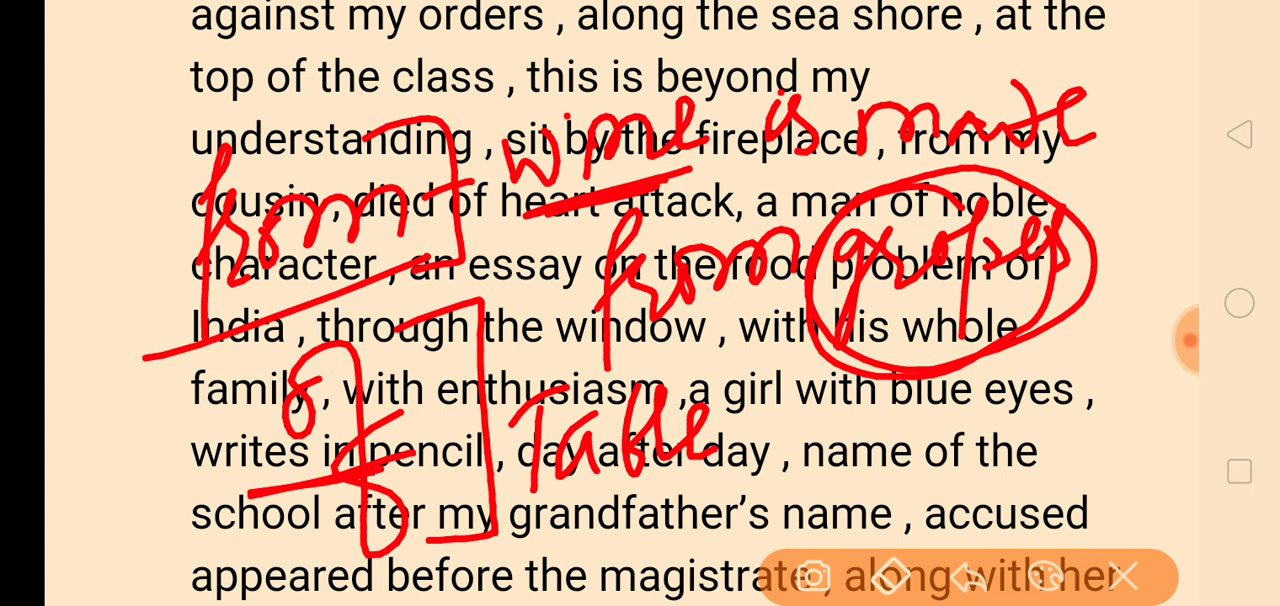 against my orders , along the sea shore , at the
top of the class , this is beyond my
understanding , sit by the fireplace , from my
cousin , died of heart attack, a man of noble
character , an essay on the food problem of
India , through the window , with his whole
family , with enthusiasm ,a girl with blue eyes ,
writes in pencil , day after day , name of the
school after my grandfather's name , accused
appeared before the magistrate , along with her
wine is made
from from grapes
of Table